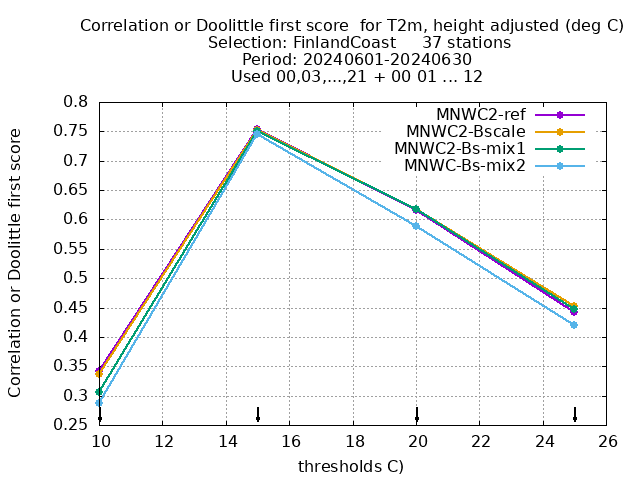 Correlation or Doolittle first score  for T2m, height adjusted (deg C)
Selection: FinlandCoast     37 stations
Period: 20240601-20240630
Used 00,03,...,21 + 00 01 ... 12
Correlation or Doolittle first score
0.8
0.75
0.7
0.65
0.6
0.55
0.5
0.45
0.4
0.35
0.3
0.25
MNWC2-ref
MNWC2-Bscale
MNWC2-Bs-mix1
MNWC-Bs-mix2
10 12 14 16 18 20 22 24 26
thresholds C)